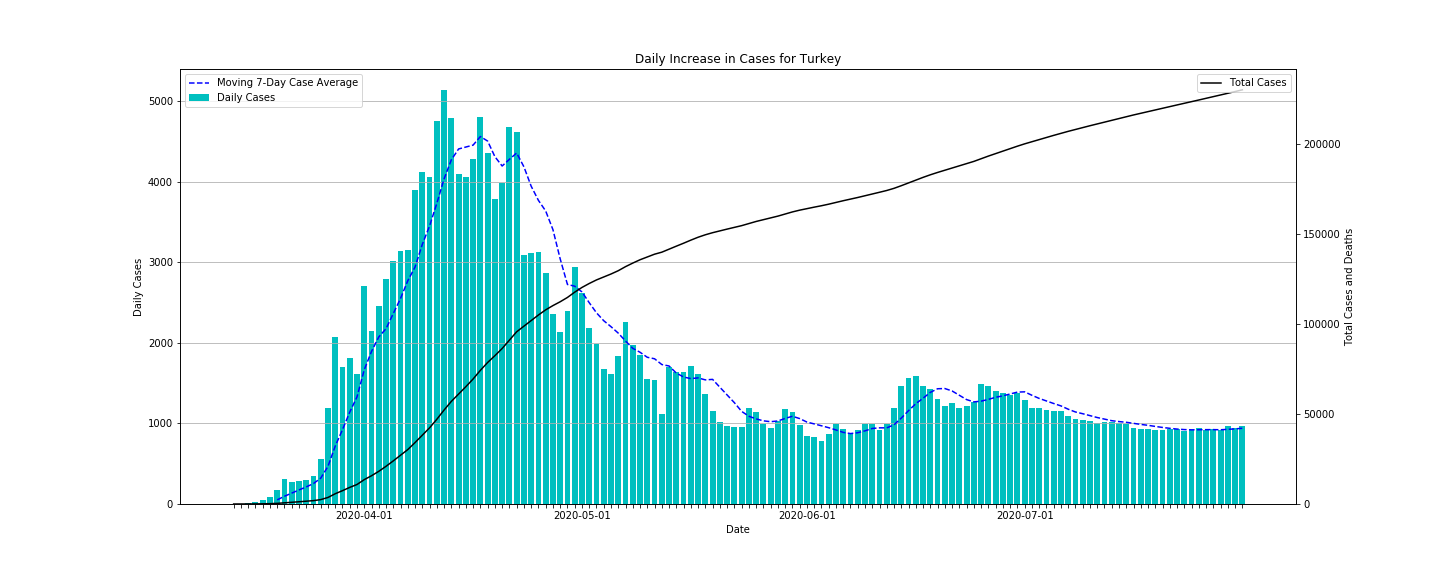 Daily Increase in Cases for Turkey
Moving 7-Day Case Average
Daily Cases
Total Cases
5000
4000
3000
2000
1000
0
Daily Cases
200000
150000
100000
50000
0
Total Cases and Deaths
2020-04-01
2020-05-01
2020-06-01
2020-07-01
Date